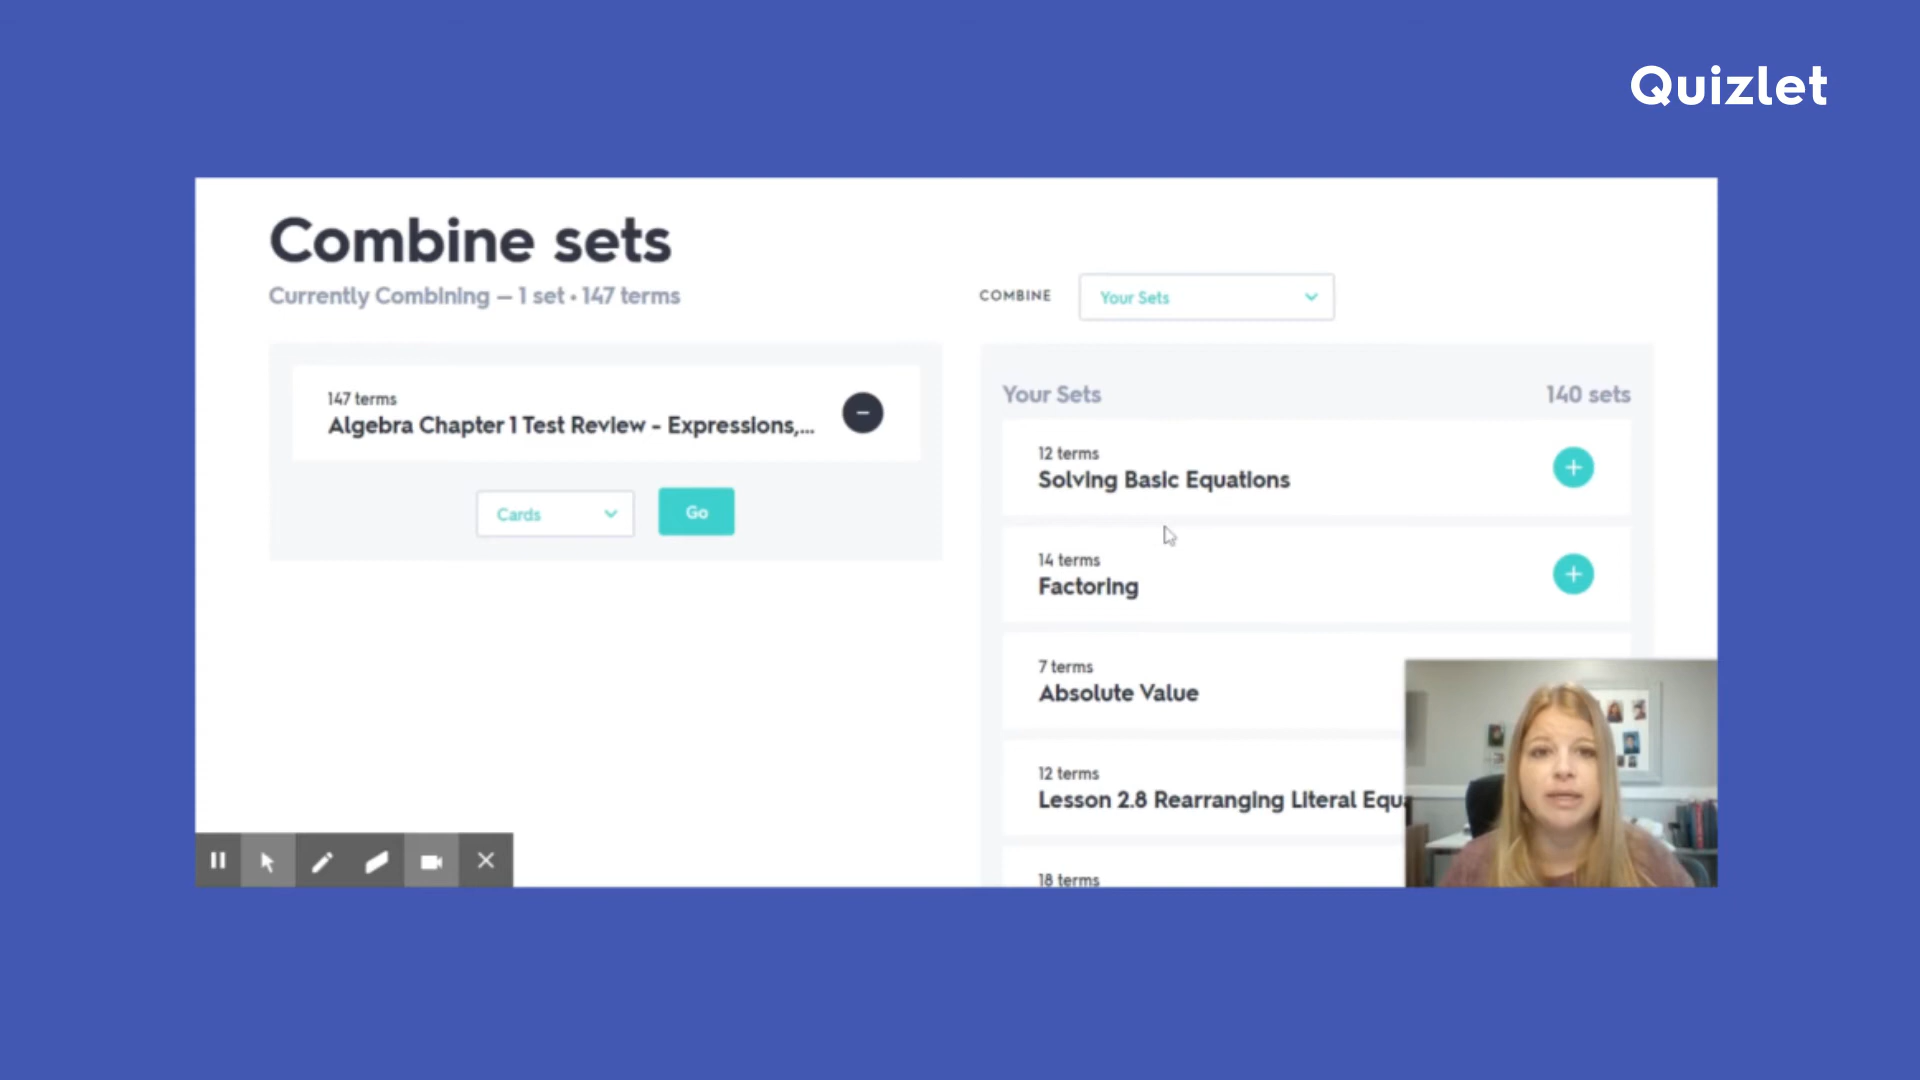 Quizlet
Combine sets
Currently Combining – 1 set • 147 terms
COMBINE
Your Sets
147 terms
Algebra Chapter 1 Test Review - Expressions,...
Cards
Go
Your Sets
140 sets
12 terms
Solving Basic Equations
14 terms
Factoring
7 terms
Absolute Value
12 terms
Lesson 2.8 Rearranging Literal Equa
18 terms